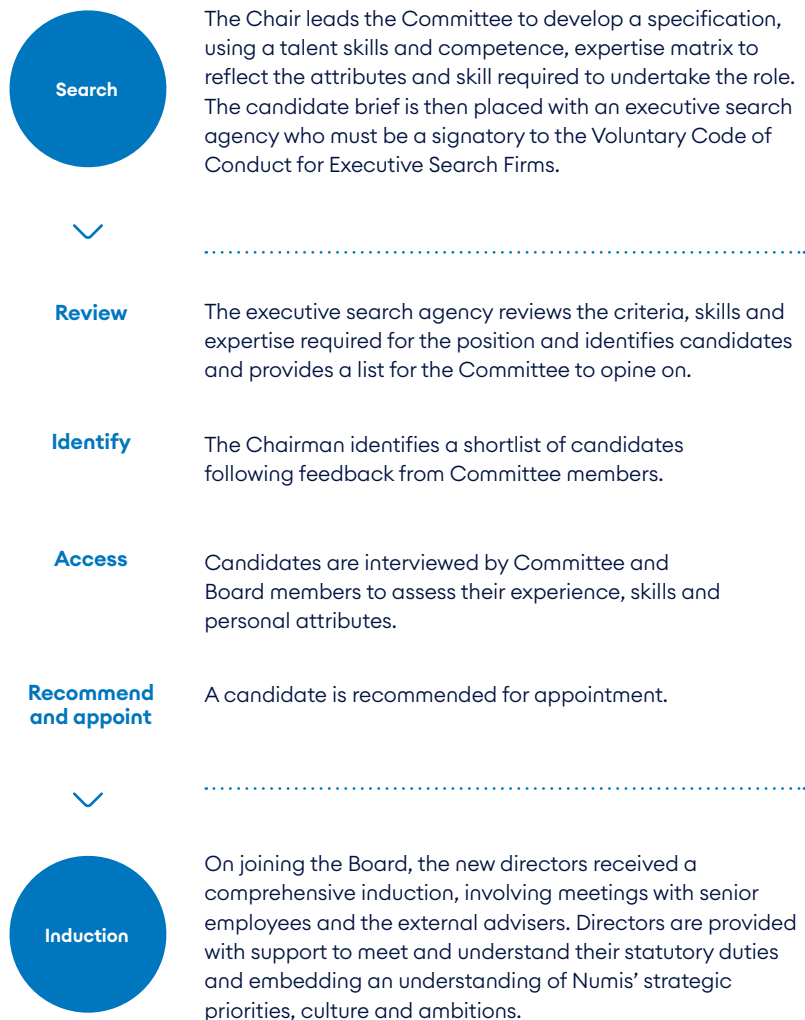 Search
The Chair leads the Committee to develop a specification,
using a talent skills and competence, expertise matrix to
reflect the attributes and skill required to undertake the role.
The candidate brief is then placed with an executive search
agency who must be a signatory to the Voluntary Code of
Conduct for Executive Search Firms.
Review
The executive search agency reviews the criteria, skills and
expertise required for the position and identifies candidates
and provides a list for the Committee to opine on.
Identify
The Chairman identifies a shortlist of candidates
following feedback from Committee members.
Access
Candidates are interviewed by Committee and
Board members to assess their experience, skills and
personal attributes.
Recommend
and appoint
A candidate is recommended for appointment.
Induction
On joining the Board, the new directors received a
comprehensive induction, involving meetings with senior
employees and the external advisers. Directors are provided
with support to meet and understand their statutory duties
and embedding an understanding of Numis’ strategic
priorities, culture and ambitions.